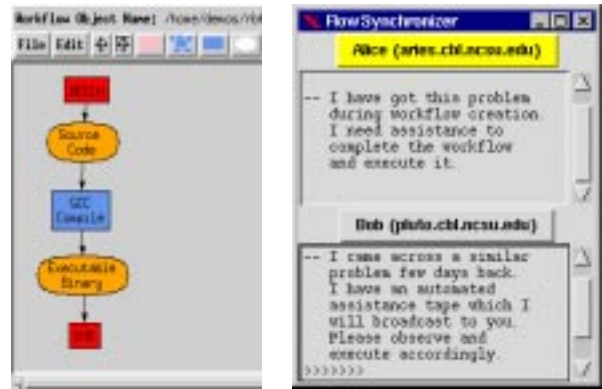 Workflow Object Name: /home/demos/
File Edit
BEGIN
Source
Code
GCC
Compile
Executable
Binary
END
FlowSynchronizer
Alice (aries.cbl.ncsu.edu)
-- I have got this problem
during workflow creation.
I need assistance to
complete the workflow
and execute it.
Bob (pluto.cbl.ncsu.edu)
-- I came across a similar
problem few days back.
I have an automated
assistance tape which I
will broadcast to you.
Please observe and
execute accordingly.
>>>>>>>